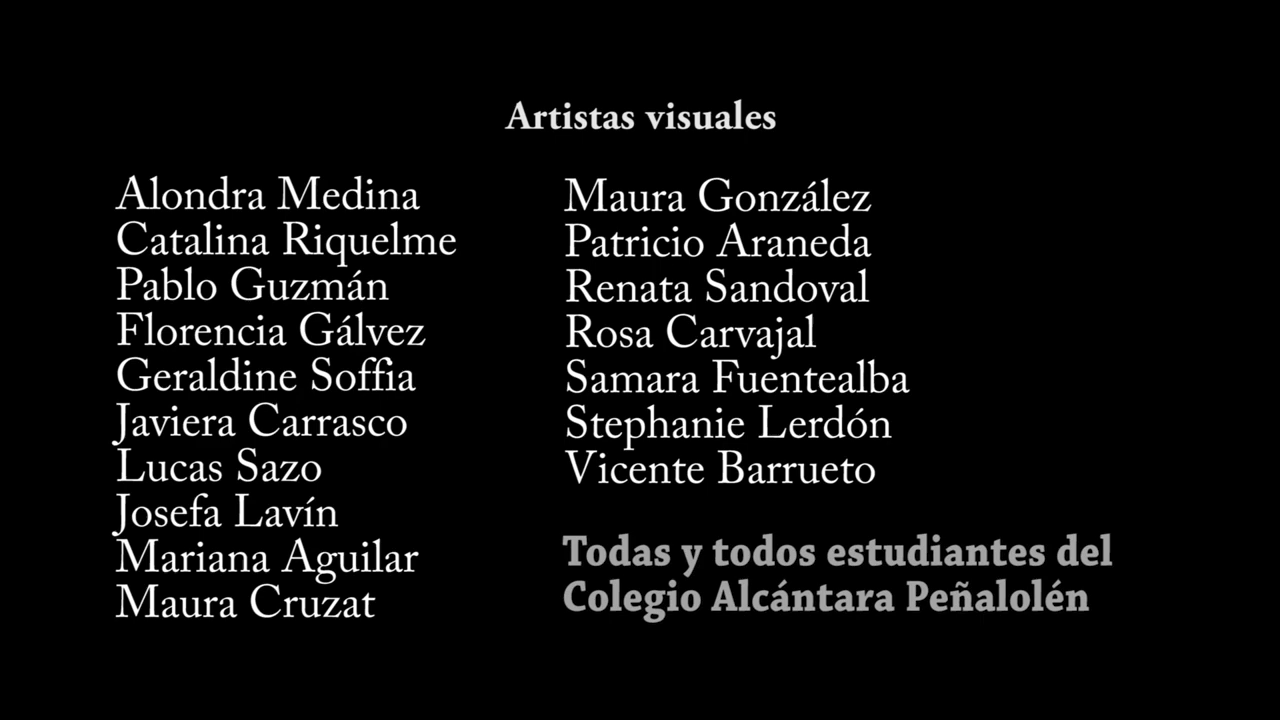 Artistas visuales
Alondra Medina
Catalina Riquelme
Pablo Guzmán
Florencia Gálvez
Geraldine Soffia
Javiera Carrasco
Lucas Sazo
Josefa Lavín
Mariana Aguilar
Maura Cruzat
Maura González
Patricio Araneda
Renata Sandoval
Rosa Carvajal
Samara Fuentealba
Stephanie Lerdón
Vicente Barrueto
Todas y todos estudiantes del
Colegio Alcántara Peñalolén